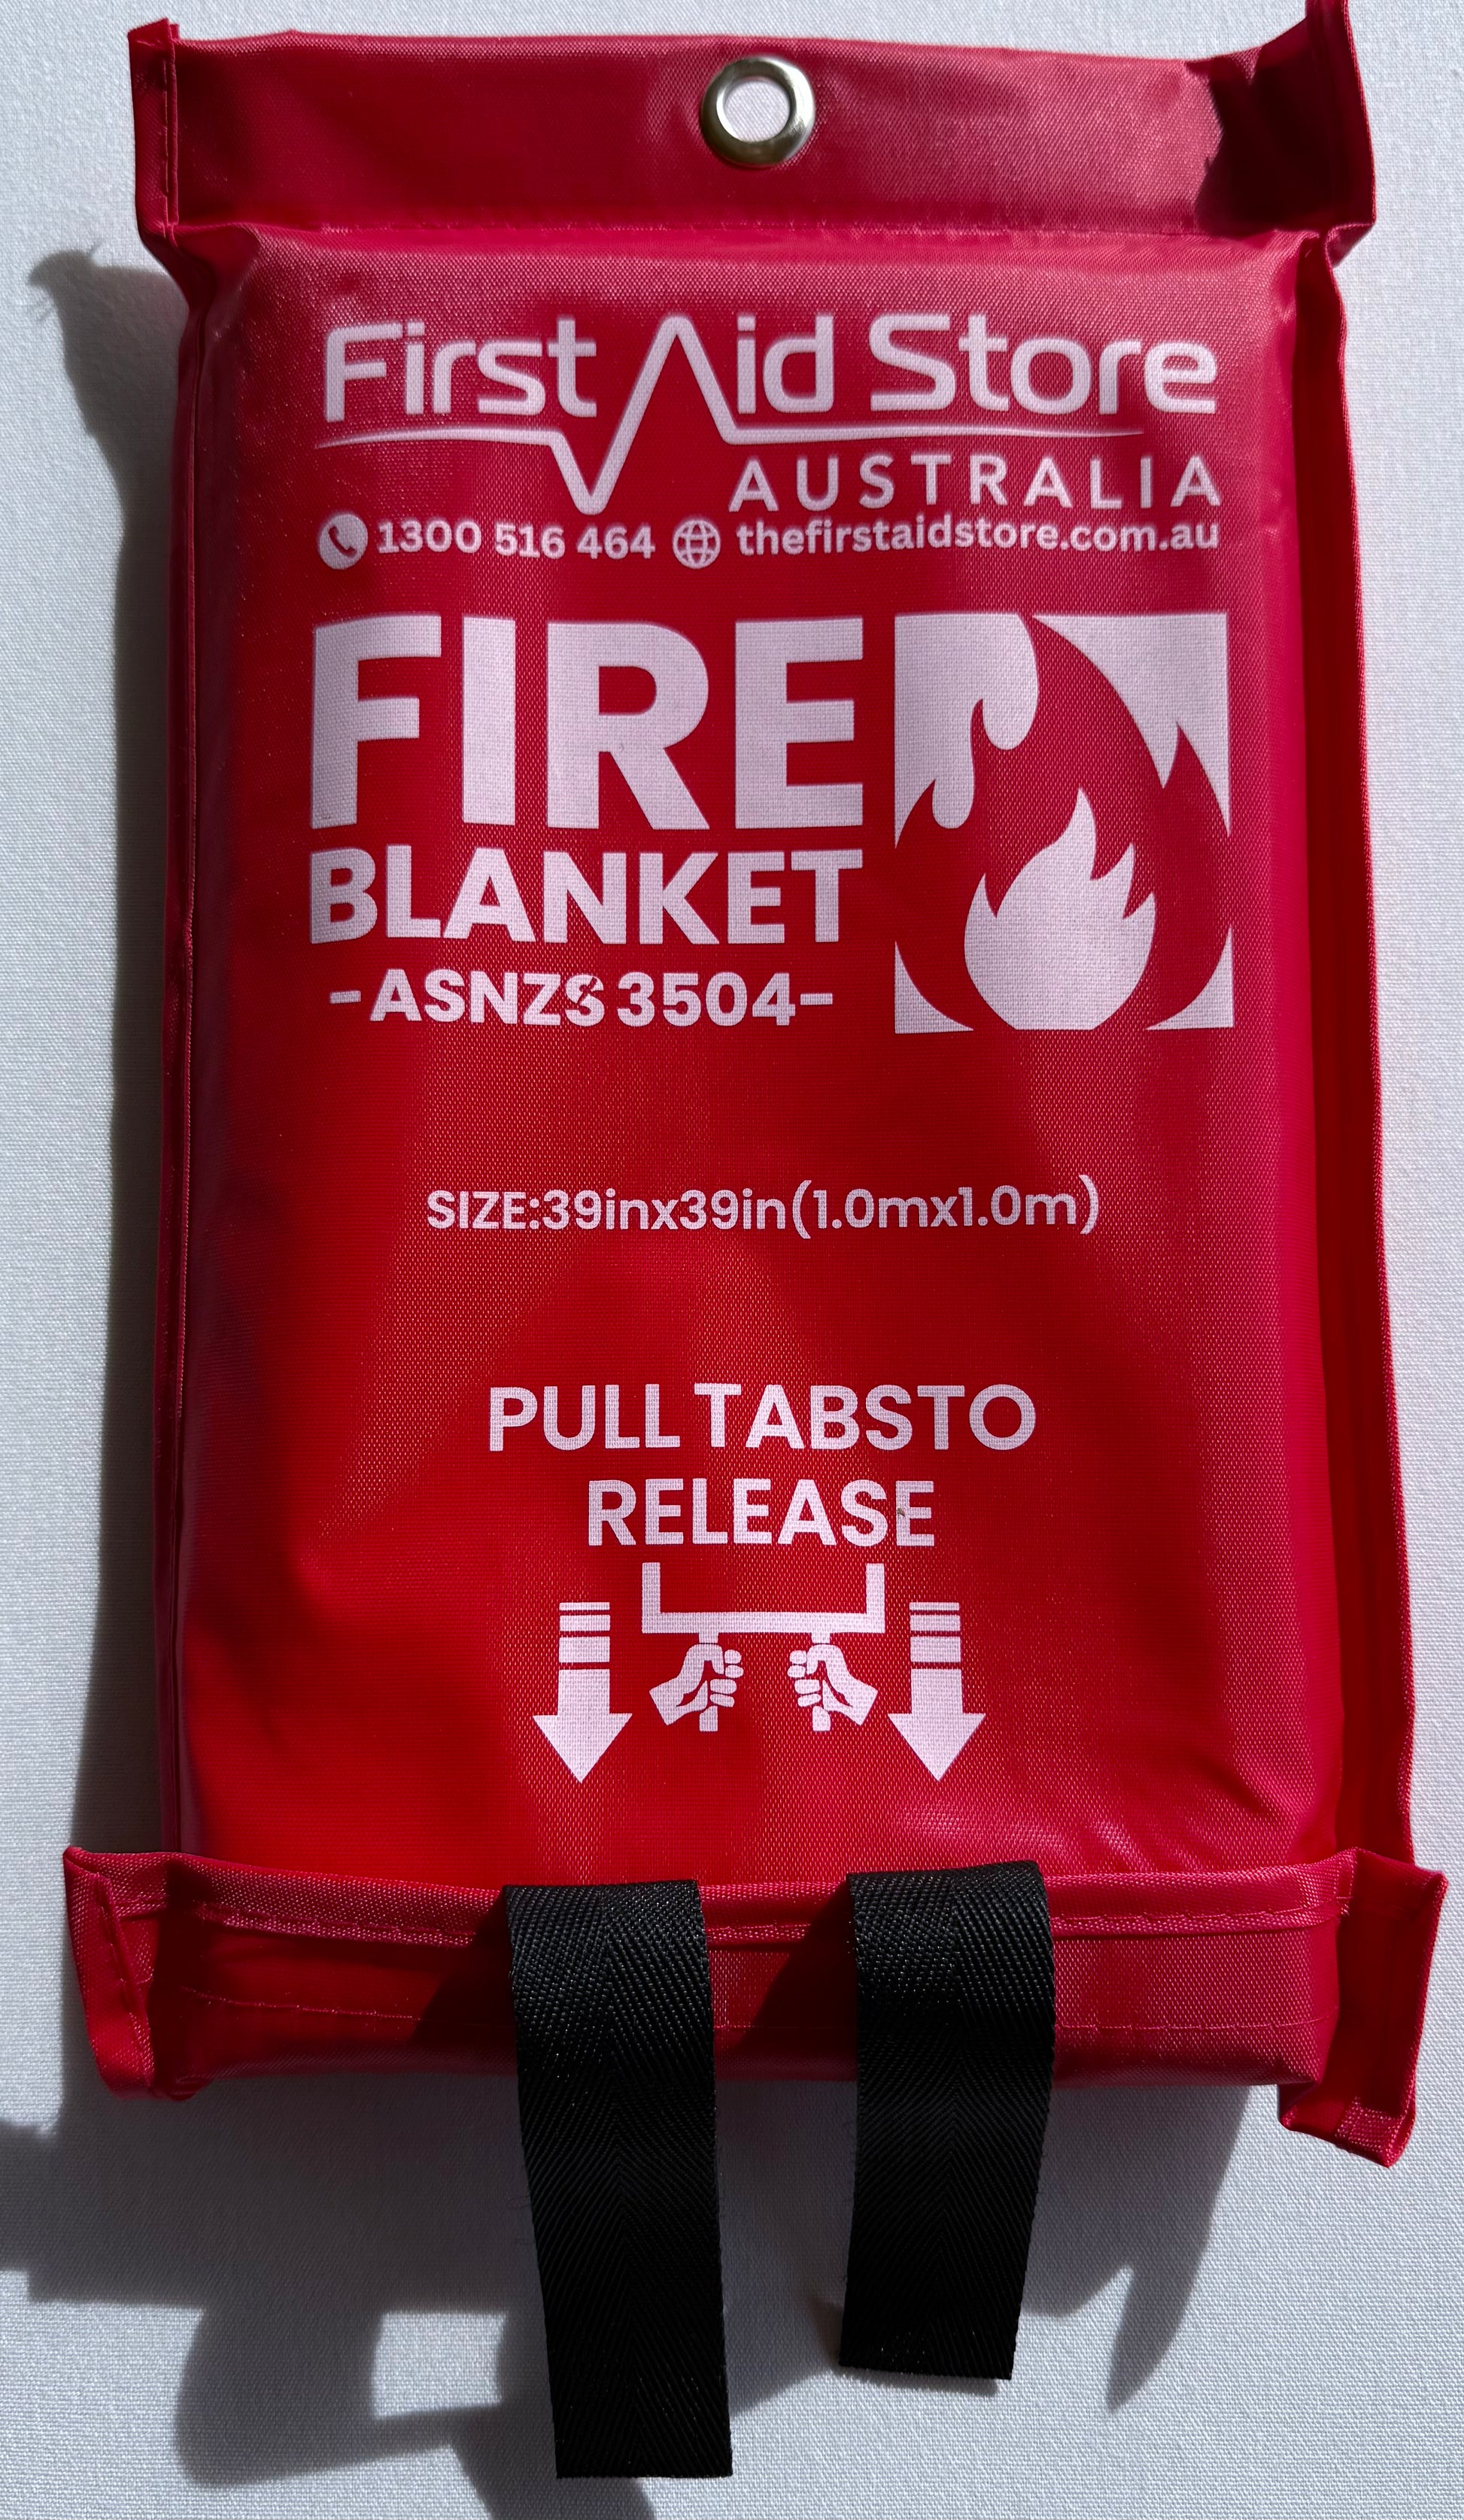 First Aid Store
AUSTRALIA
1300 516 464 thefirstaidstore.com.au
FIRE
BLANKET
-ASNZS 3504-
SIZE:39inx39in(1.0mx1.0m)
PULL TABSTO
RELEASE